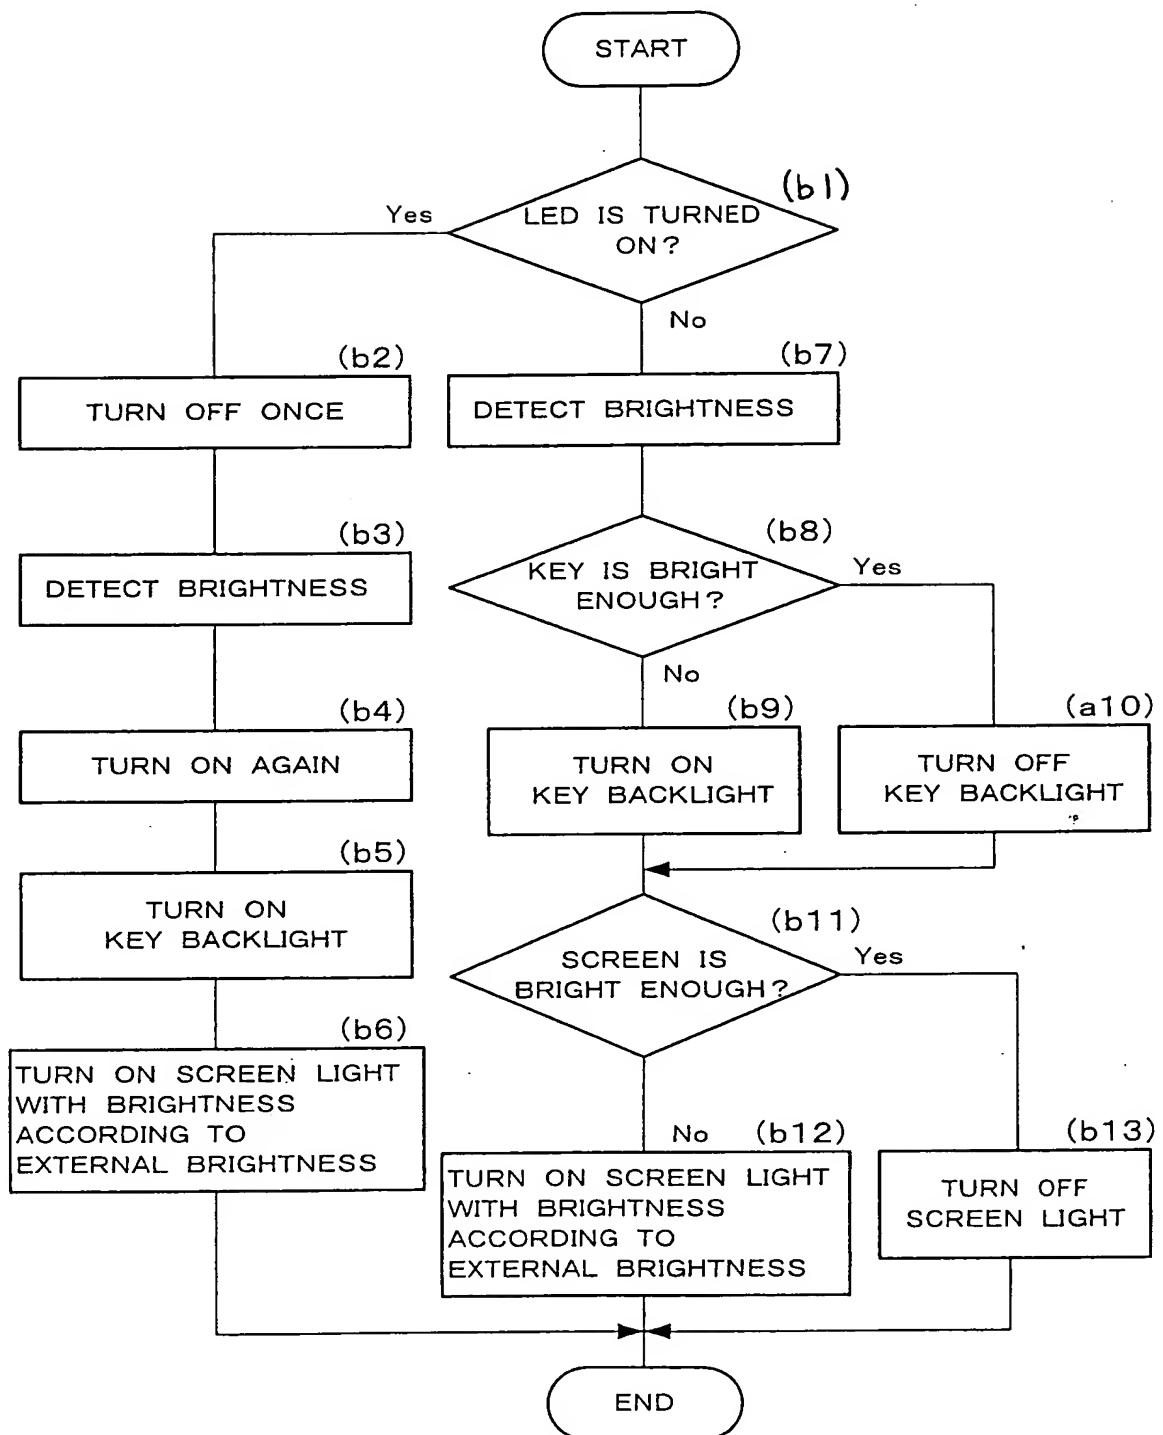 START
(b1)
LED IS TURNED
ON?
Yes
No
(b2)
TURN OFF ONCE
(b7)
DETECT BRIGHTNESS
(b3)
DETECT BRIGHTNESS
(b8)
KEY IS BRIGHT
ENOUGH?
Yes
No
(b4)
TURN ON AGAIN
(b9)
TURN ON
KEY BACKLIGHT
(a10)
TURN OFF
KEY BACKLIGHT
(b5)
TURN ON
KEY BACKLIGHT
(b11)
SCREEN IS
BRIGHT ENOUGH?
Yes
No
(b6)
TURN ON SCREEN LIGHT
WITH BRIGHTNESS
ACCORDING TO
EXTERNAL BRIGHTNESS
(b12)
TURN ON SCREEN LIGHT
WITH BRIGHTNESS
ACCORDING TO
EXTERNAL BRIGHTNESS
(b13)
TURN OFF
SCREEN LIGHT
END